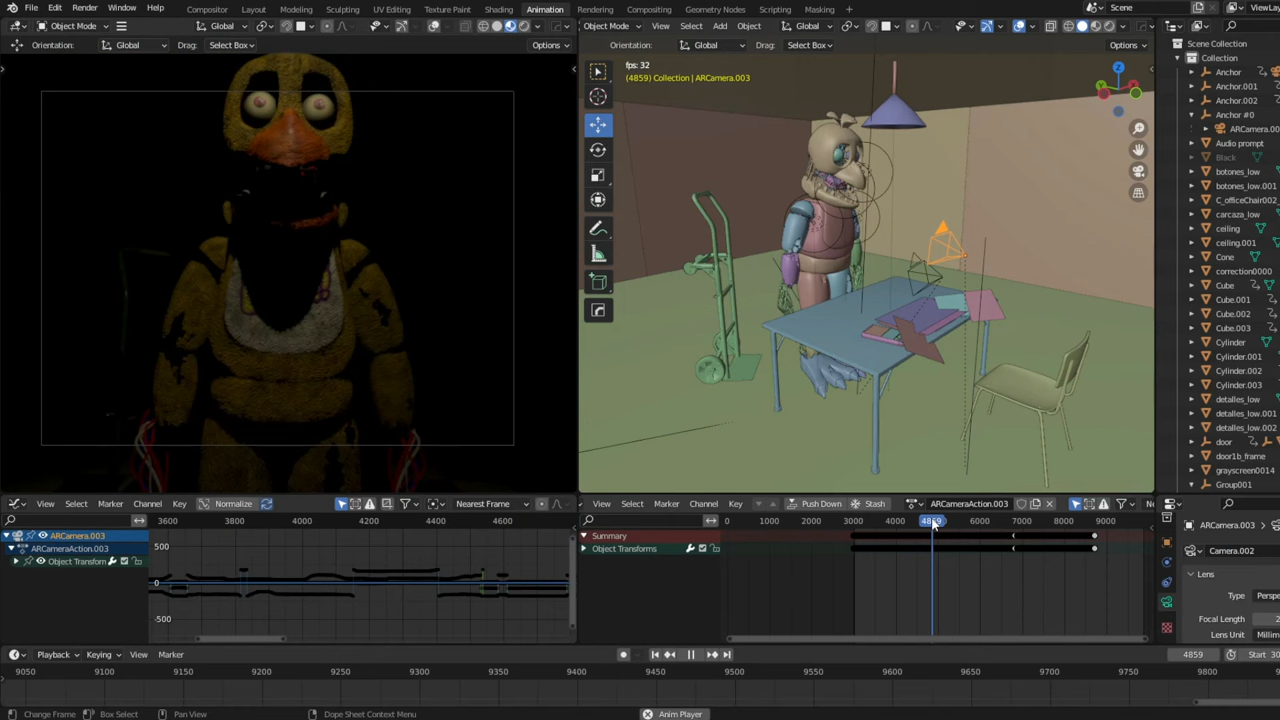 File Edit Render Window Help Compositor Layout Modeling Sculpting UV Editing Texture Paint Shading Animation Rendering Compositing Geometry Nodes Scripting Masking Scene ViewLay
Object Mode Global
Orientation: Global Drag: Select Box Options
Object Mode View Select Add Object Global
Orientation: Global Drag: Select Box Options
fps: 32
(4859) Collection | ARCamera.003
Scene Collection
Collection
Anchor
Anchor.001
Anchor.002
Anchor #0
ARCamera.00
Audio prompt
Black
botones_low
botones_low.001
C_officeChair002
carcaza_low
ceiling
ceiling.001
Cone
correction0000
Cube
Cube.001
Cube.002
Cube.003
Cylinder
Cylinder.001
Cylinder.002
Cylinder.003
detalles_low
detalles_low.001
detalles_low.002
door
door1b_frame
grayscreen0014
Group001
View Select Marker Channel Key Normalize Nearest Frame
3600 3800 4000 4200 4400 4600
ARCamera.003
ARCameraAction.003
Object Transform
500
0
-500
View Select Marker Channel Key Push Down Stash ARCameraAction.003 Ne
0 1000 2000 3000 4000 4859 6000 7000 8000 9000
Summary
Object Transforms
ARCamera.003
Camera.002
Lens
Type Perspe
Focal Length 2
Lens Unit Millim
Playback Keying View Marker 4859 Start 30
9050 9100 9150 9200 9250 9300 9350 9400 9450 9500 9550 9600 9650 9700 9750 9800
Change Frame Box Select Pan View Dope Sheet Context Menu Anim Player